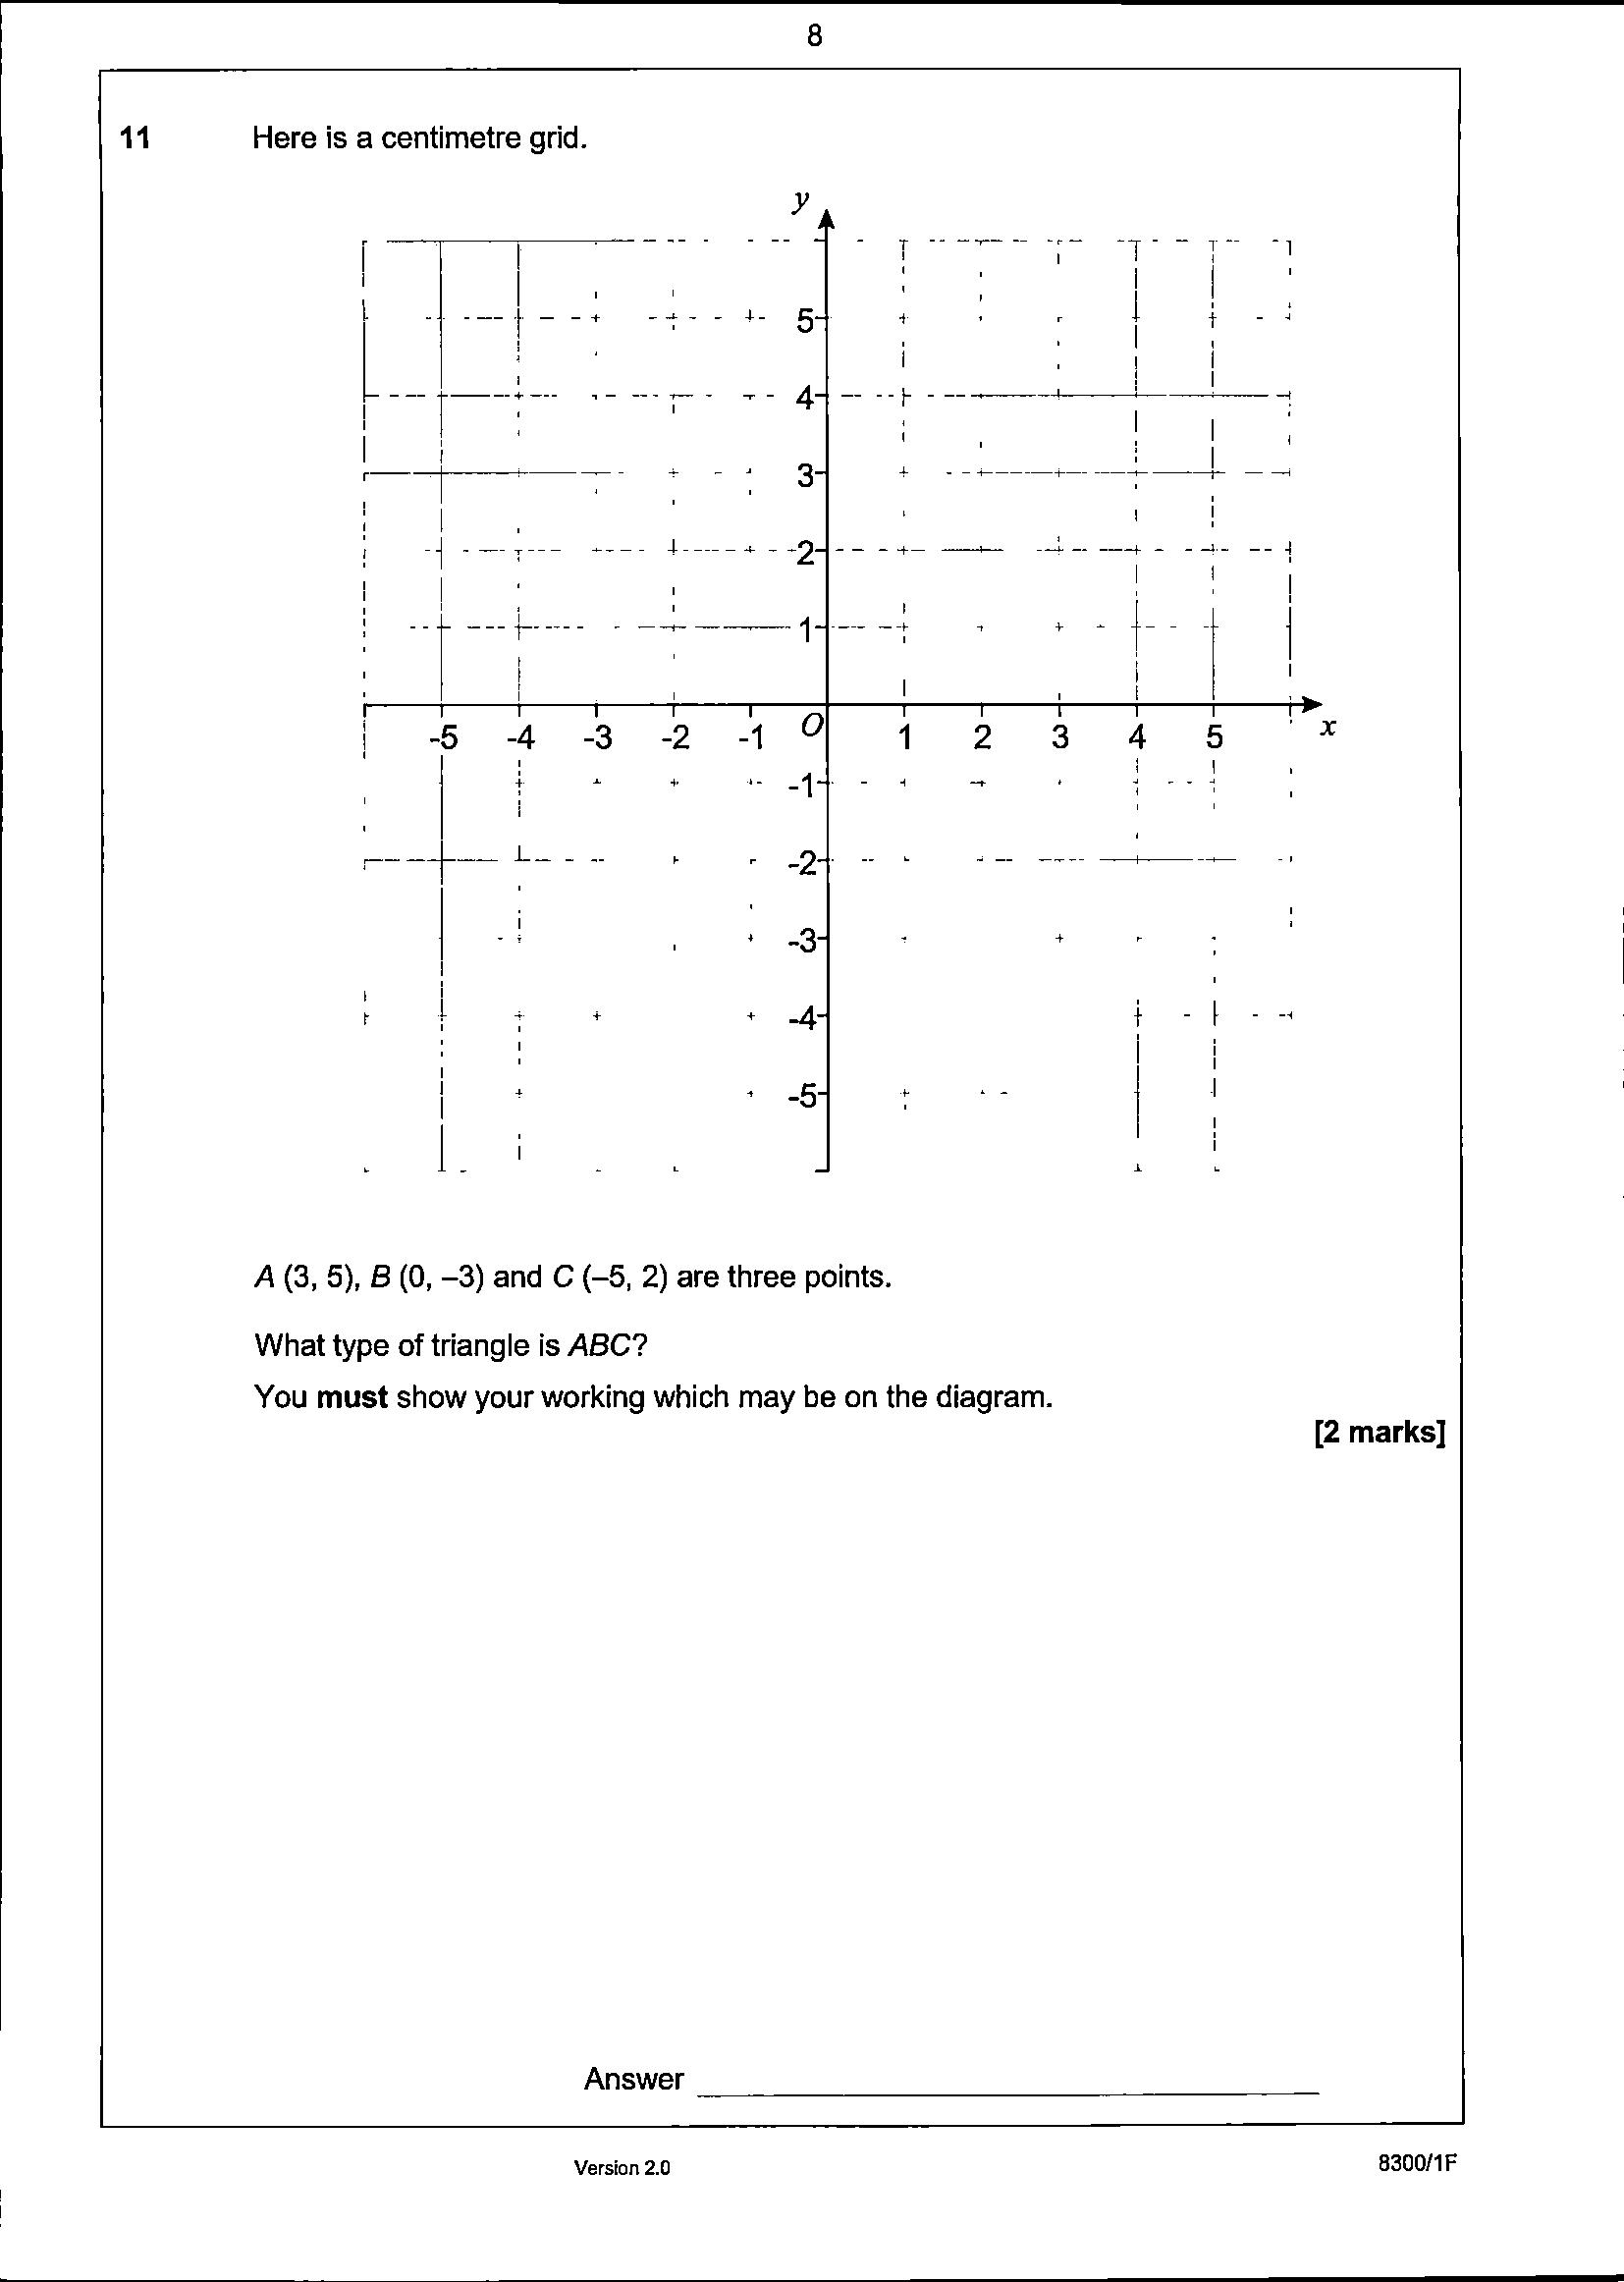 8
11 Here is a centimetre grid.
y
5
4
3
2
1
-5 -4 -3 -2 -1 O 1 2 3 4 5 x
-1
-2
-3
-4
-5
A (3, 5), B (0, –3) and C (–5, 2) are three points.
What type of triangle is ABC?
You must show your working which may be on the diagram.
[2 marks]
Answer
Version 2.0 8300/1F